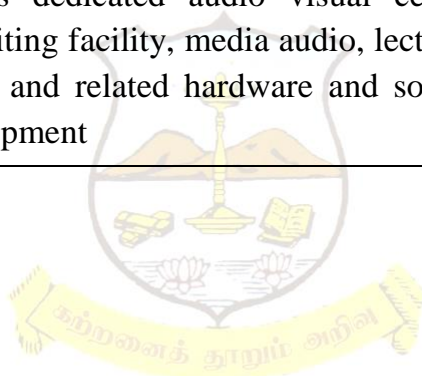 s dedicated audio visual ce
iting facility, media audio, lect
and related hardware and so
pment
கற்றனைத் தூறும் அறிவு